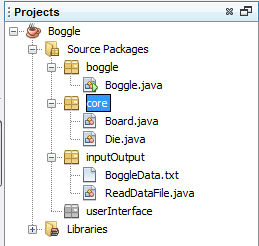 Projects
Boggle
Source Packages
boggle
Boggle.java
core
Board.java
Die.java
inputOutput
BoggleData.txt
ReadDataFile.java
userInterface
Libraries